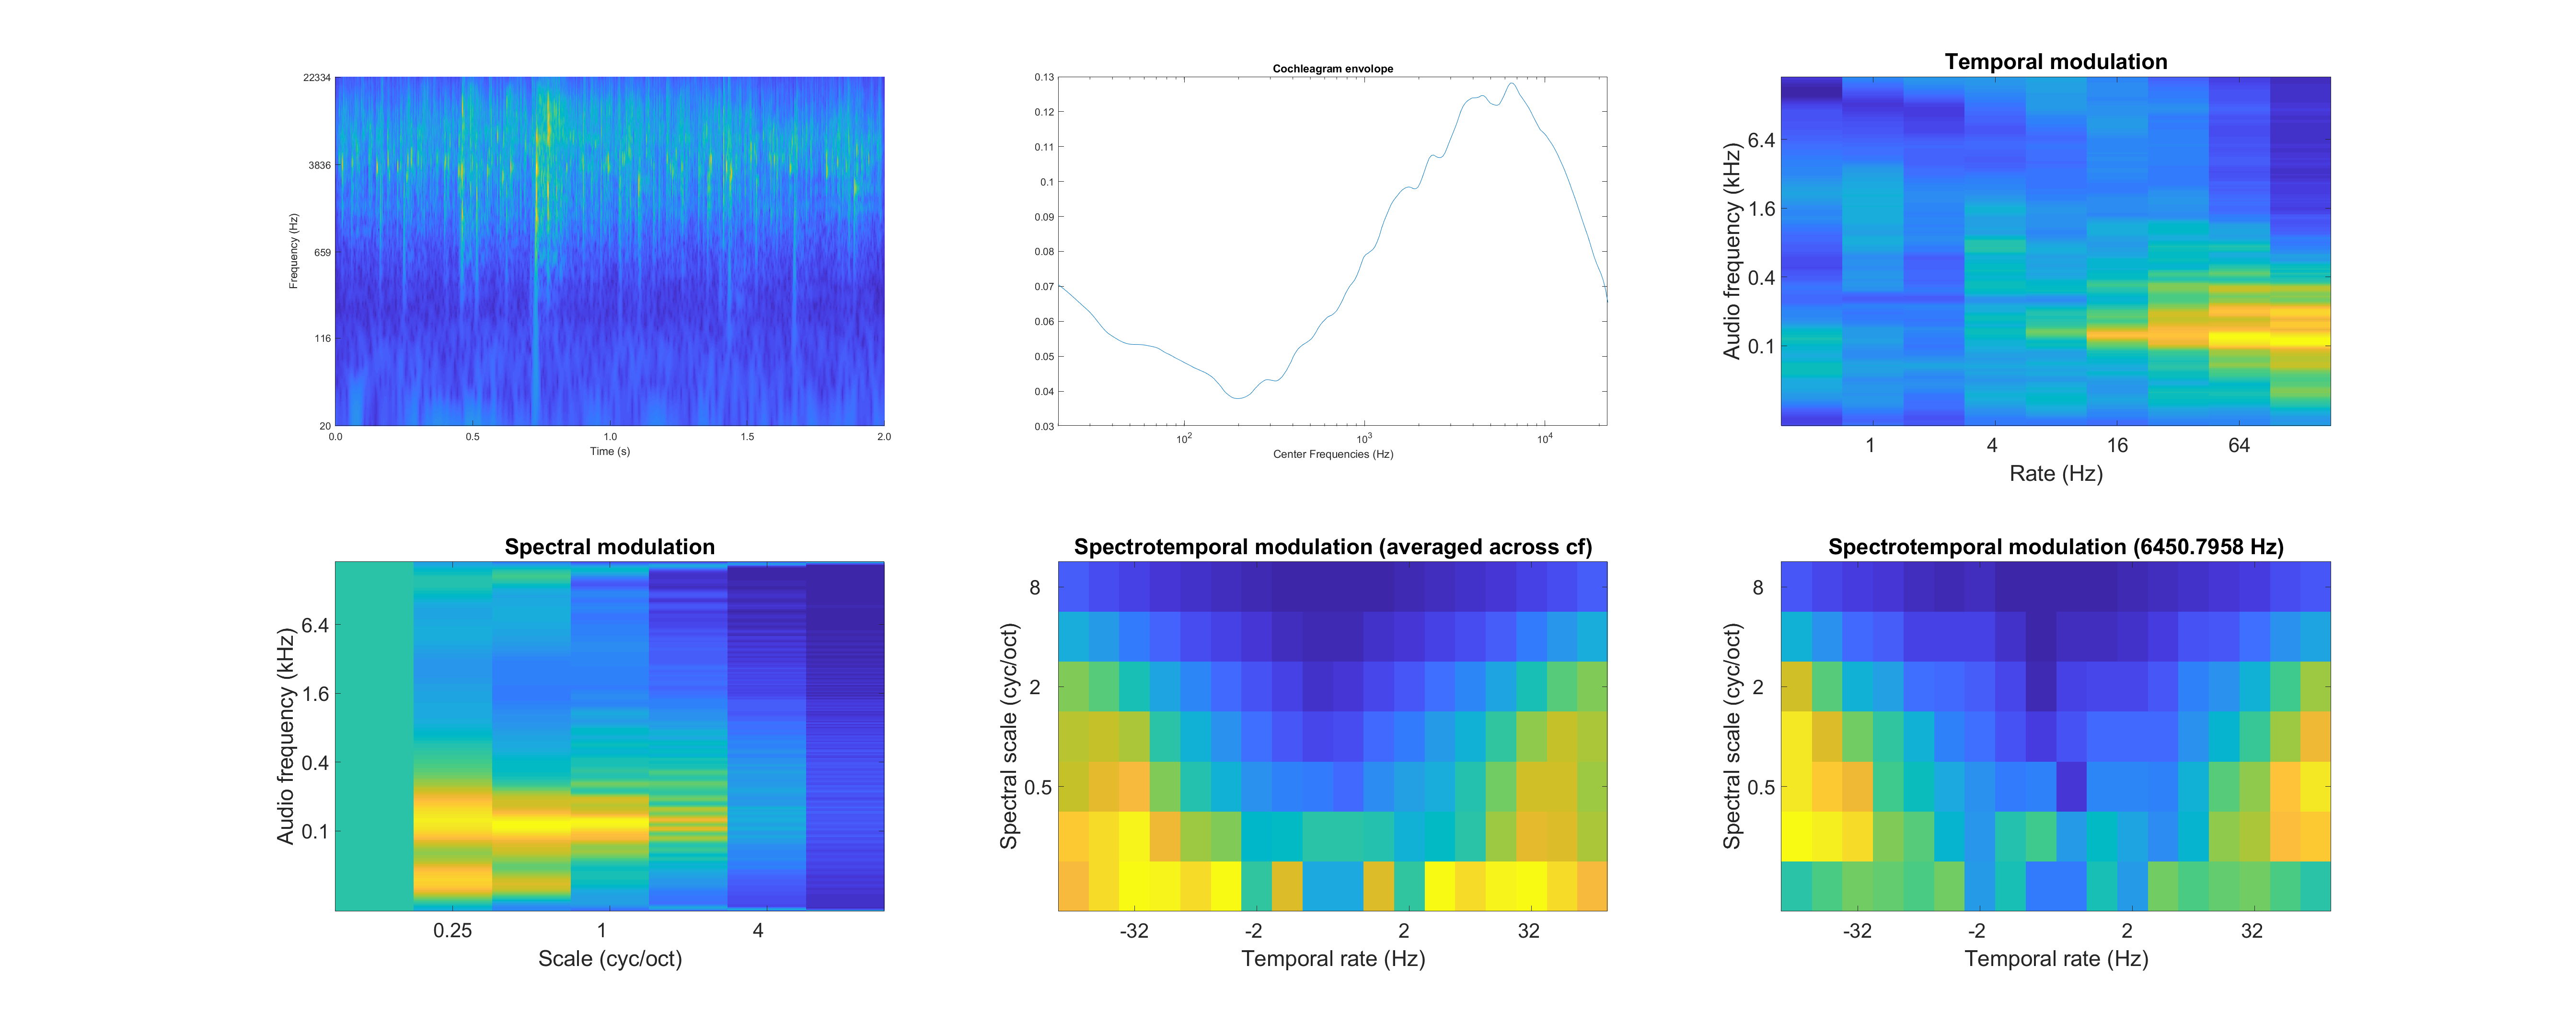 22334
3836
659
116
20
0.0 0.5 1.0 1.5 2.0
Time (s)
Frequency (Hz)
Cochleagram envolope
0.13
0.12
0.11
0.1
0.09
0.08
0.07
0.06
0.05
0.04
0.03
10^2 10^3 10^4
Center Frequencies (Hz)
Temporal modulation
6.4
1.6
0.4
0.1
1 4 16 64
Rate (Hz)
Audio frequency (kHz)
Spectral modulation
6.4
1.6
0.4
0.1
0.25 1 4
Scale (cyc/oct)
Audio frequency (kHz)
Spectrotemporal modulation (averaged across cf)
8
2
0.5
-32 -2 2 32
Temporal rate (Hz)
Spectral scale (cyc/oct)
Spectrotemporal modulation (6450.7958 Hz)
8
2
0.5
-32 -2 2 32
Temporal rate (Hz)
Spectral scale (cyc/oct)